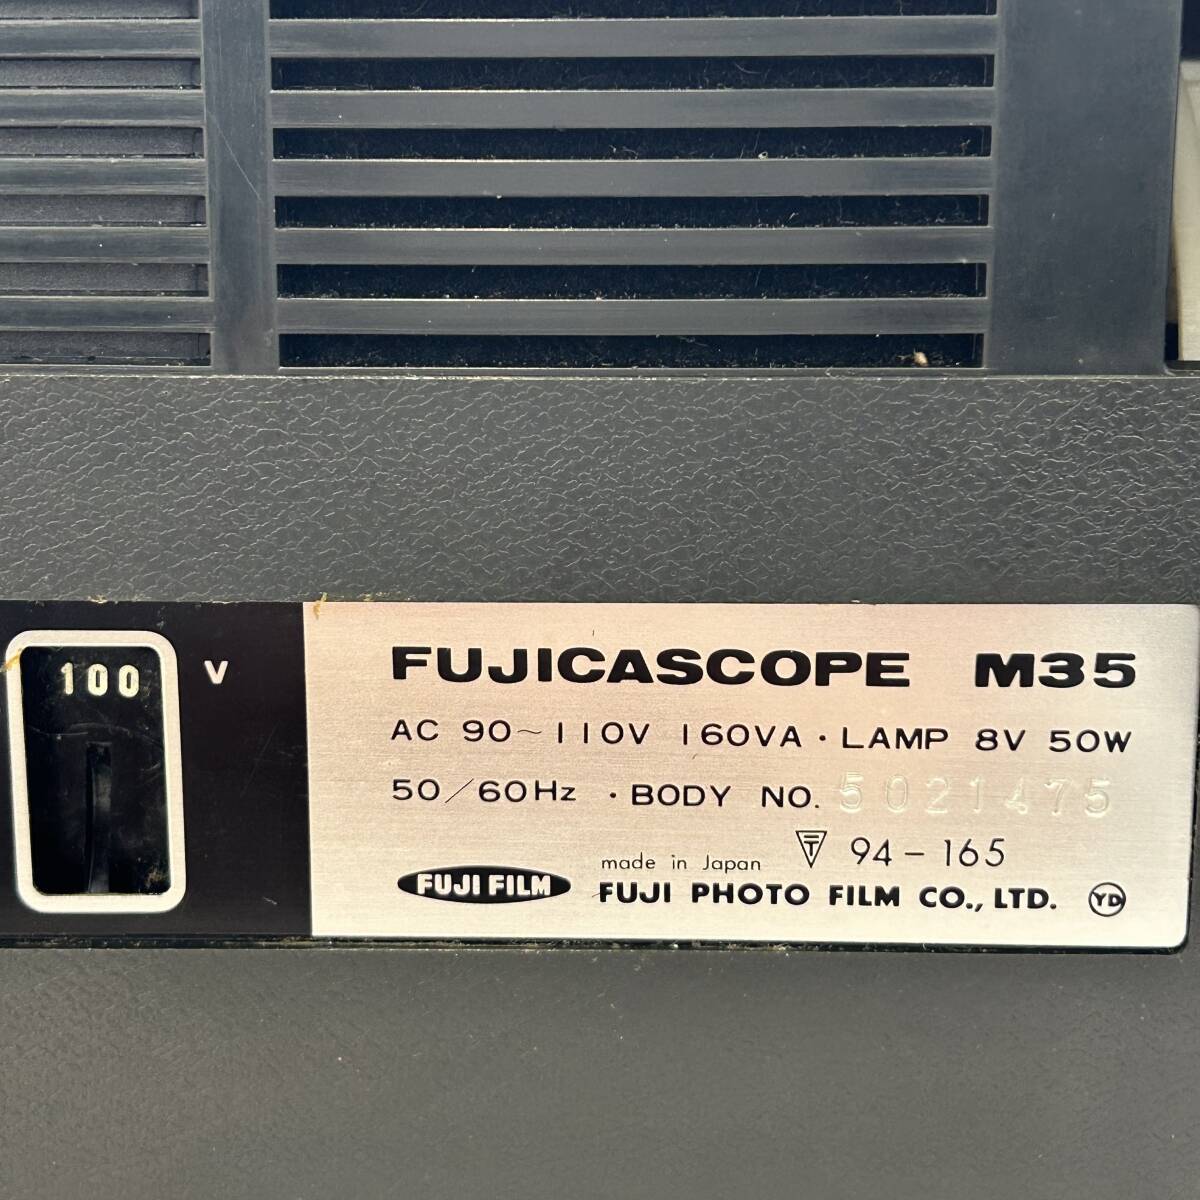 100 V
FUJICASCOPE M35
AC 90~110V 160VA・LAMP 8V 50W
50/60Hz ・BODY NO. 5021475
made in Japan 〒 94-165
FUJI FILM FUJI PHOTO FILM CO., LTD. YD